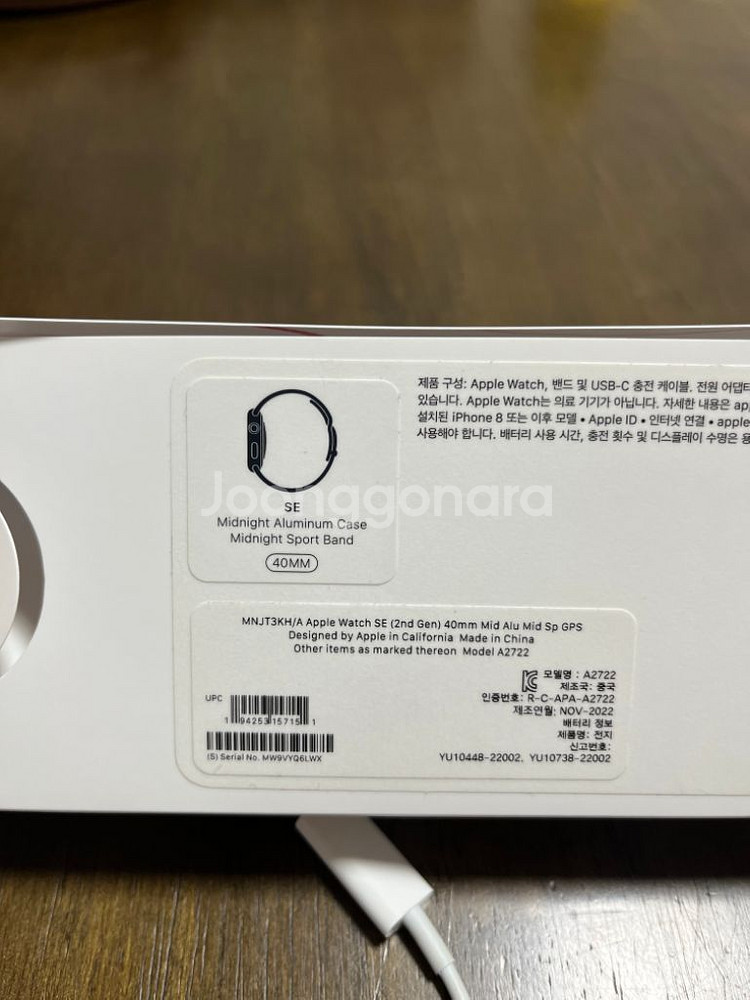 제품 구성: Apple Watch, 밴드 및 USB-C 충전 케이블. 전원 어댑터
있습니다. Apple Watch는 의료 기기가 아닙니다. 자세한 내용은
설치된 iPhone 8 또는 이후 모델 • Apple ID • 인터넷 연결 • apple
사용해야 합니다. 배터리 사용 시간, 충전 횟수 및 디스플레이 수명은
Joonggonara
SE
Midnight Aluminum Case
Midnight Sport Band
40MM
MNJT3KH/A Apple Watch SE (2nd Gen) 40mm Mid Alu Mid Sp GPS
Designed by Apple in California Made in China
Other items as marked thereon Model A2722
모델명 : A2722
제조국: 중국
인증번호: R-C-APA-A2722
제조연월: NOV-2022
배터리 정보
제품명: 전지
신고번호:
YU10448-22002, YU10738-22002
UPC
1 94253 15715 1
(S) Serial No. MW9VYQ6LWX